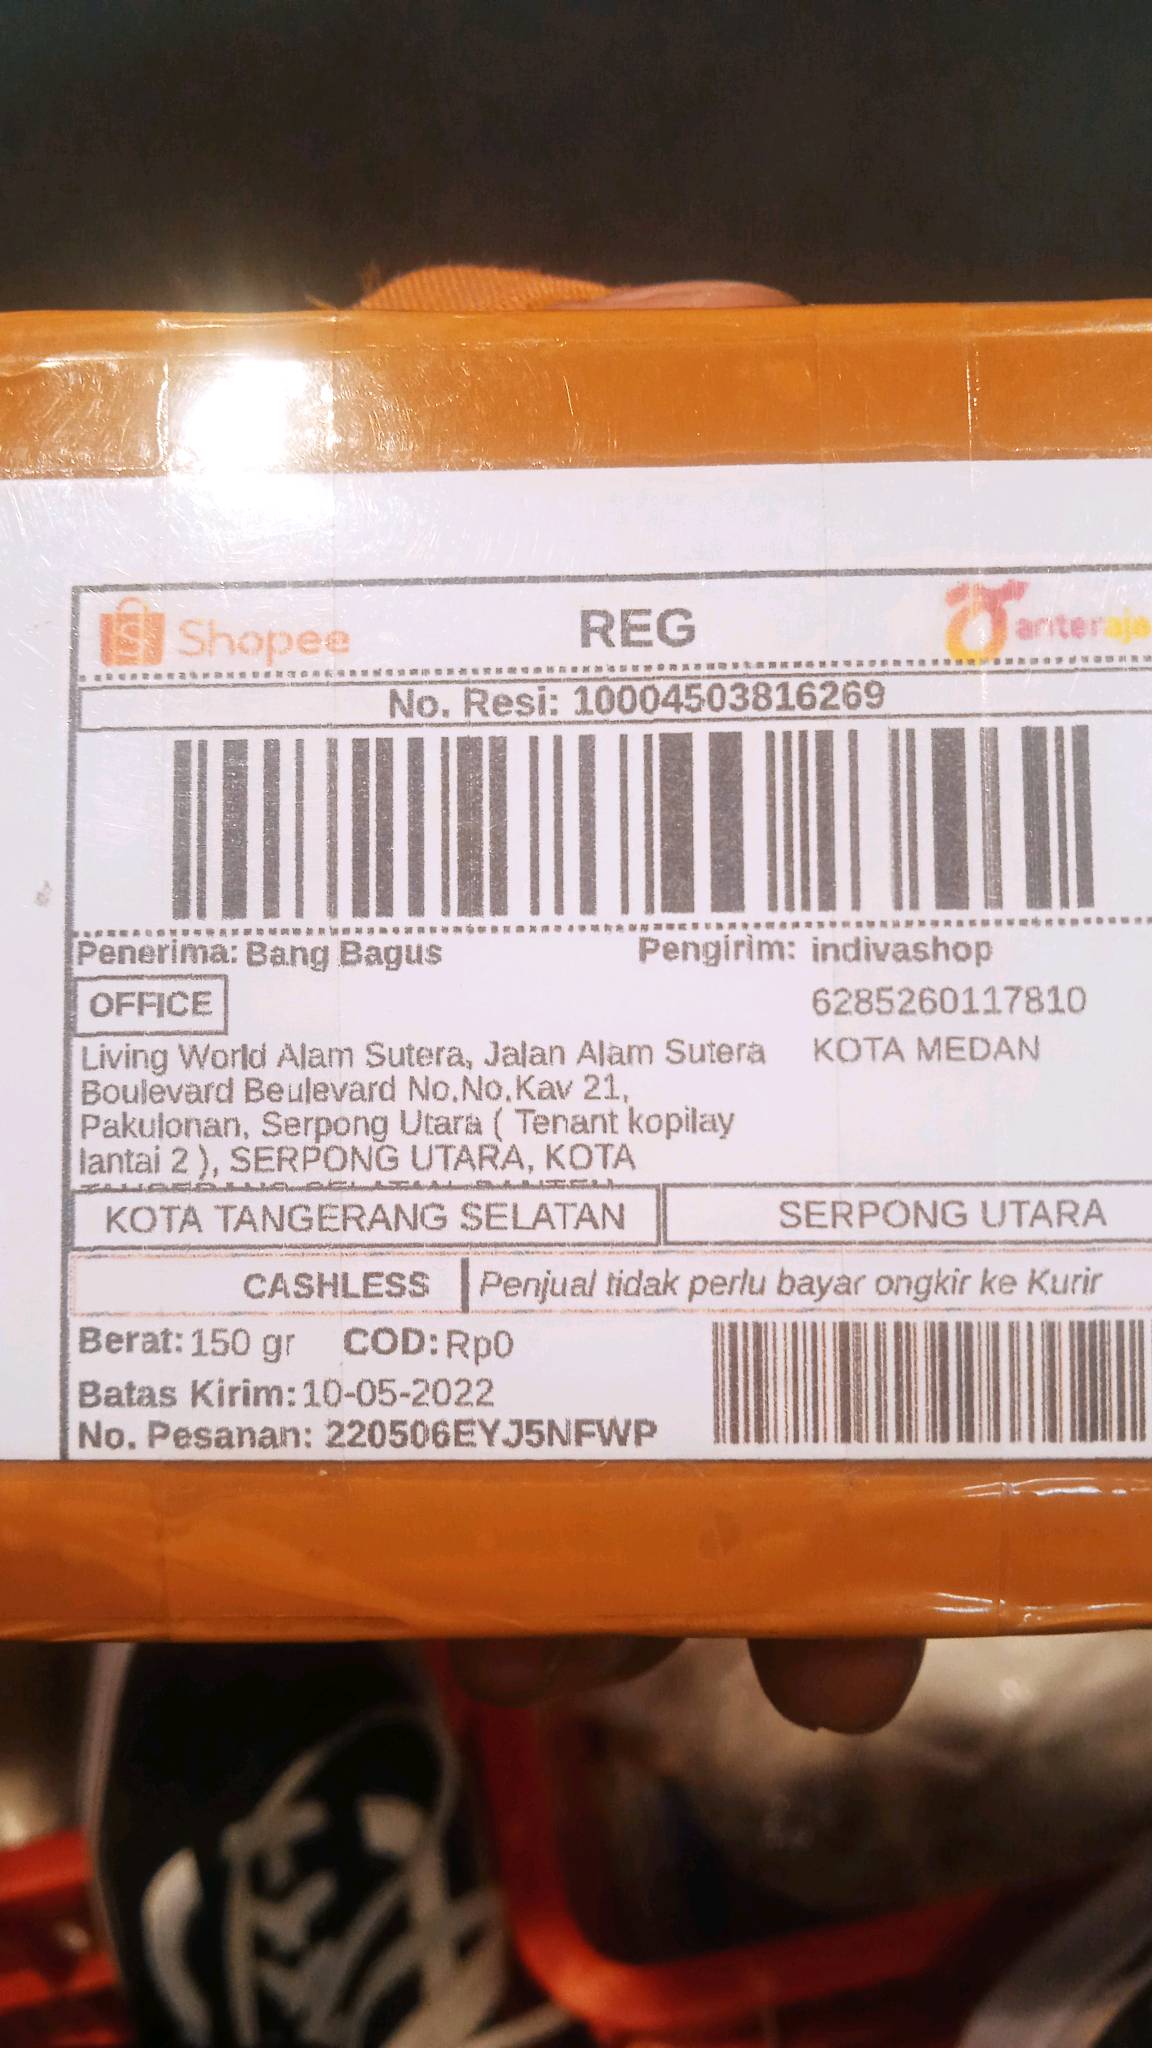 Shopee REG anteraja
No. Resi: 10004503816269
Penerima: Bang Bagus Pengirim: indivashop
OFFICE 6285260117810
Living World Alam Sutera, Jalan Alam Sutera KOTA MEDAN
Boulevard Beulevard No.No.Kav 21,
Pakulonan, Serpong Utara ( Tenant kopilay
lantai 2 ), SERPONG UTARA, KOTA
KOTA TANGERANG SELATAN SERPONG UTARA
CASHLESS Penjual tidak perlu bayar ongkir ke Kurir
Berat: 150 gr COD: Rp0
Batas Kirim: 10-05-2022
No. Pesanan: 220506EYJ5NFWP